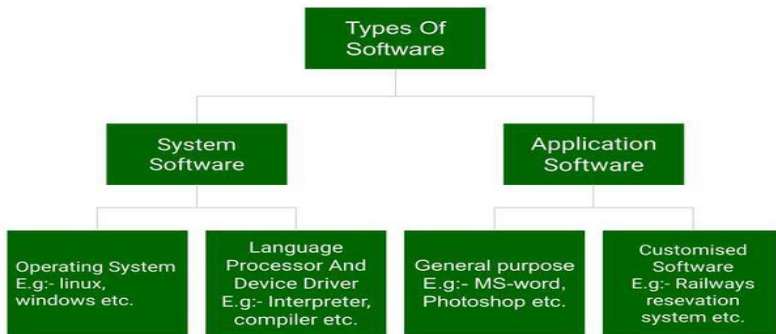 Types Of
Software
System
Software
Application
Software
Operating System
E.g:- linux,
windows etc.
Language
Processor And
Device Driver
E.g:- Interpreter,
compiler etc.
General purpose
E.g:- MS-word,
Photoshop etc.
Customised
Software
E.g:- Railways
resevation
system etc.